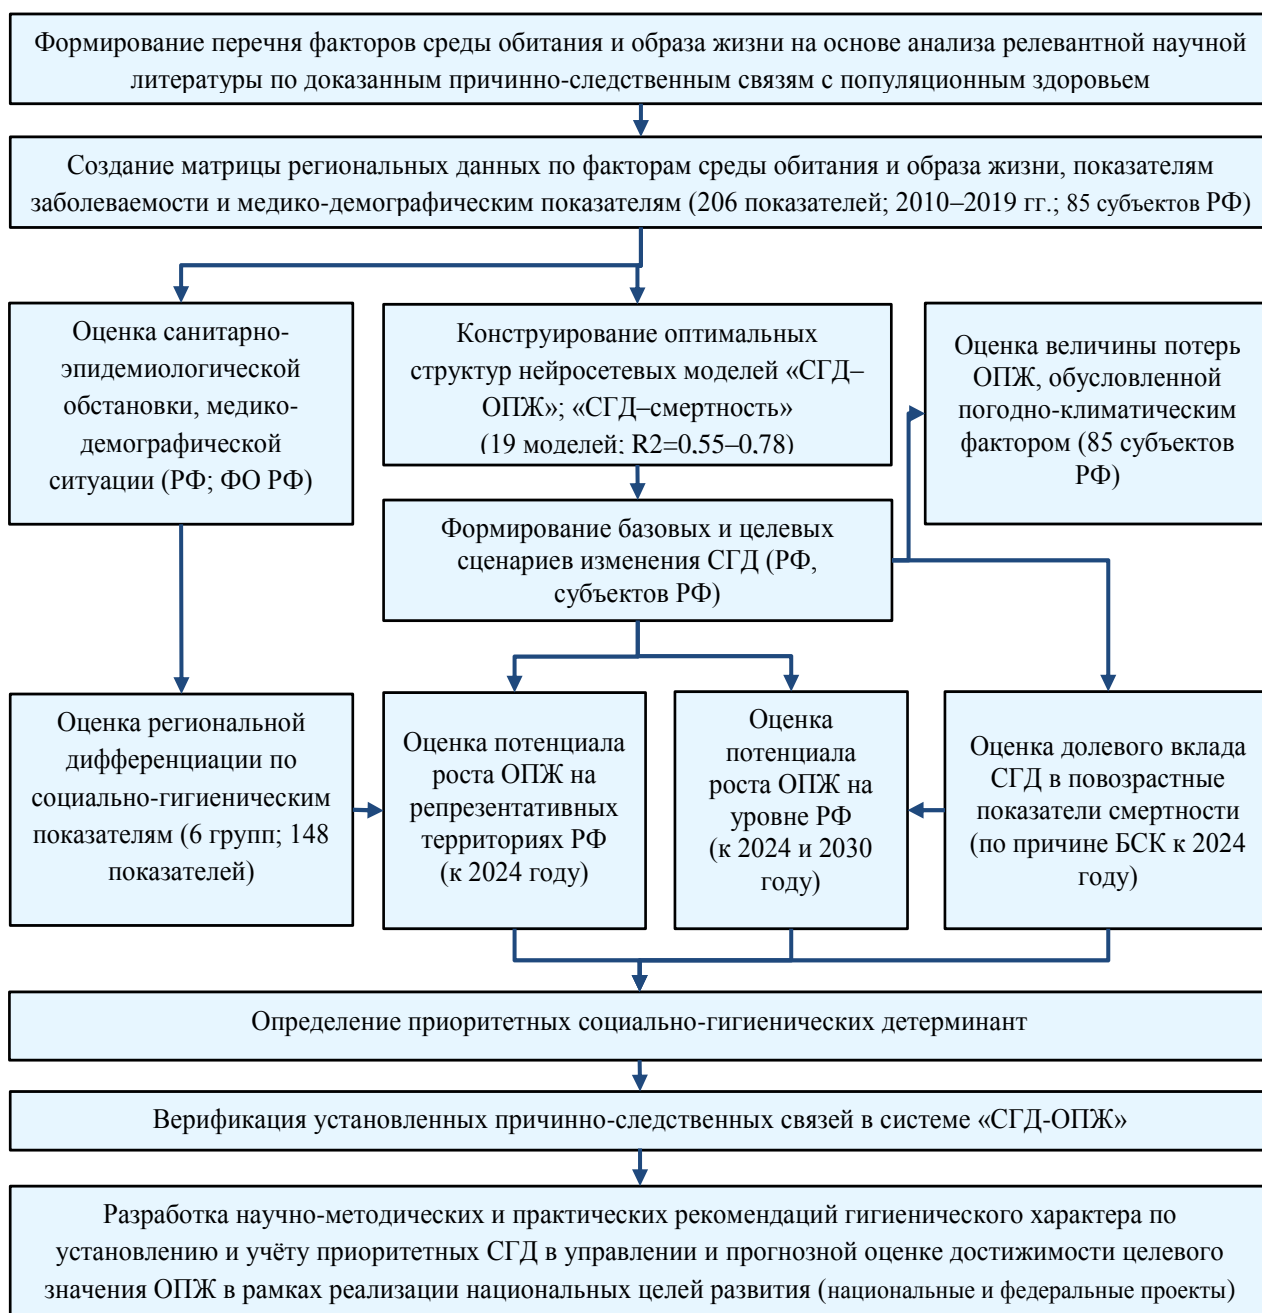 Формирование перечня факторов среды обитания и образа жизни на основе анализа релевантной научной
литературы по доказанным причинно-следственным связям с популяционным здоровьем
Создание матрицы региональных данных по факторам среды обитания и образа жизни, показателям
заболеваемости и медико-демографическим показателям (206 показателей; 2010–2019 гг.; 85 субъектов РФ)
Оценка санитарно-
эпидемиологической
обстановки, медико-
демографической
ситуации (РФ; ФО РФ)
Конструирование оптимальных
структур нейросетевых моделей «СГД–
ОПЖ»; «СГД–смертность»
(19 моделей; R2=0,55–0,78)
Оценка величины потерь
ОПЖ, обусловленной
погодно-климатическим
фактором (85 субъектов
РФ)
Формирование базовых и целевых
сценариев изменения СГД (РФ,
субъектов РФ)
Оценка региональной
дифференциации по
социально-гигиеническим
показателям (6 групп; 148
показателей)
Оценка потенциала
роста ОПЖ на
репрезентативных
территориях РФ
(к 2024 году)
Оценка
потенциала
роста ОПЖ на
уровне РФ
(к 2024 и 2030
году)
Оценка долевого вклада
СГД в повозрастные
показатели смертности
(по причине БСК к 2024
году)
Определение приоритетных социально-гигиенических детерминант
Верификация установленных причинно-следственных связей в системе «СГД-ОПЖ»
Разработка научно-методических и практических рекомендаций гигиенического характера по
установлению и учёту приоритетных СГД в управлении и прогнозной оценке достижимости целевого
значения ОПЖ в рамках реализации национальных целей развития (национальные и федеральные проекты)